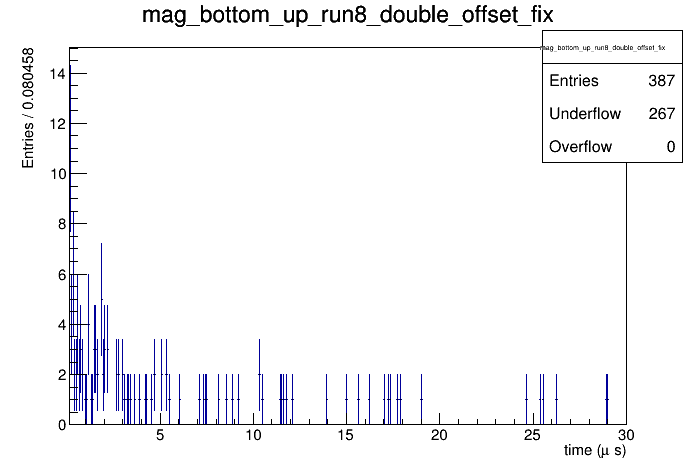 mag_bottom_up_run8_double_offset_fix
mag_bottom_up_run8_double_offset_fix
Entries 387
Underflow 267
Overflow 0
Entries / 0.080458
14
12
10
8
6
4
2
0
5 10 15 20 25 30
time (μ s)